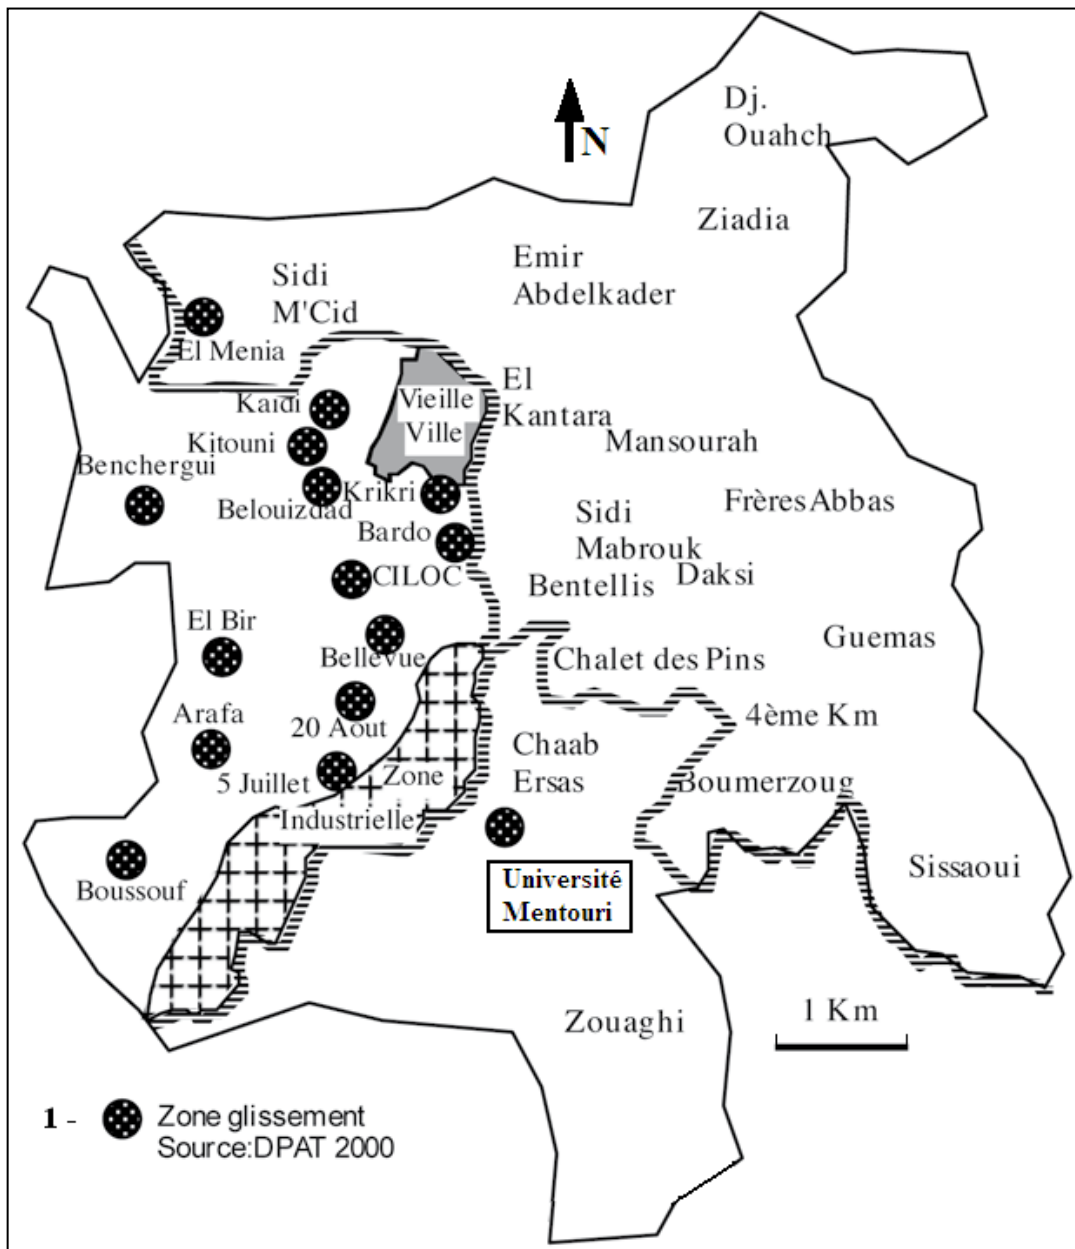 Dj.
Ouahch
N
Ziadia
Emir
Abdelkader
Sidi
M'Cid
El Menia
El
Kantara
Kaidi
Vieille
Ville
Kitouni
Mansourah
Benchergui
Belouizdad
Krikri
Frères Abbas
Bardo
Sidi
Mabrouk
CILOC
Bentellis
Daksi
El Bir
Bellevue
Guemas
Chalet des Pins
Arafa
20 Aout
4ème Km
Chaab
Ersas
5 Juillet
Zone
Industrielle
Boumerzoug
Boussouf
Université
Mentouri
Sissaoui
Zouaghi
1 Km
1 -
Zone glissement
Source:DPAT 2000